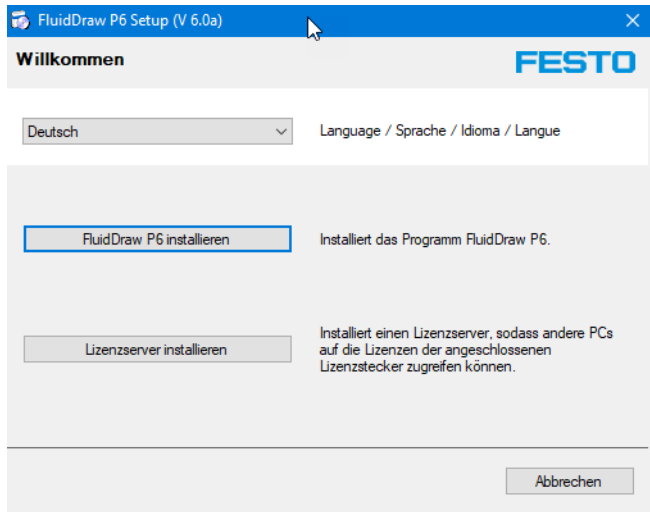 FluidDraw P6 Setup (V 6.0a)
Willkommen
FESTO
Deutsch
Language / Sprache / Idioma / Langue
FluidDraw P6 installieren
Installiert das Programm FluidDraw P6.
Lizenzserver installieren
Installiert einen Lizenzserver, sodass andere PCs
auf die Lizenzen der angeschlossenen
Lizenzstecker zugreifen können.
Abbrechen